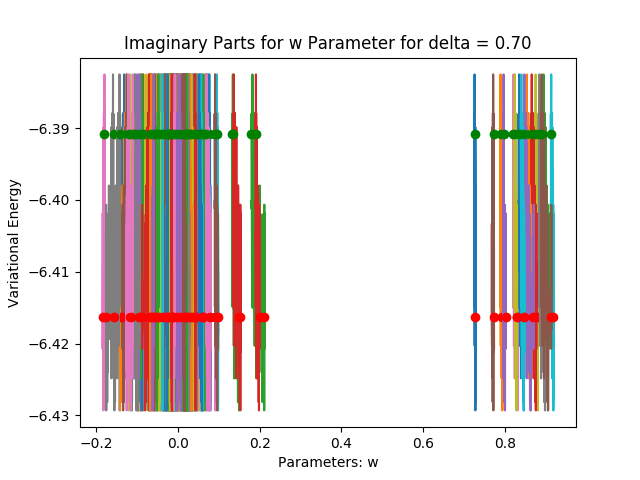 Imaginary Parts for w Parameter for delta = 0.70
Variational Energy
−6.39
−6.40
−6.41
−6.42
−6.43
−0.2 0.0 0.2 0.4 0.6 0.8
Parameters: w